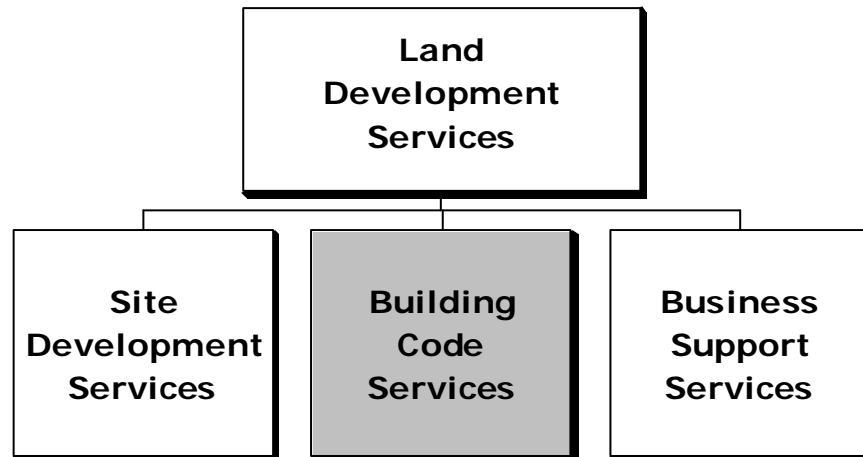 Land
Development
Services
Site
Development
Services
Building
Code
Services
Business
Support
Services